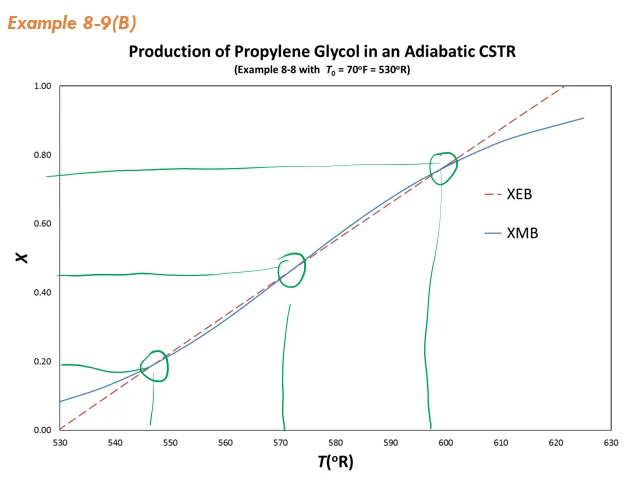 Example 8-9(B)
Production of Propylene Glycol in an Adiabatic CSTR
(Example 8-8 with T₀ = 70°F = 530°R)
1.00
0.80
0.60
0.40
0.20
0.00
X
XEB
XMB
530 540 550 560 570 580 590 600 610 620 630
T(°R)